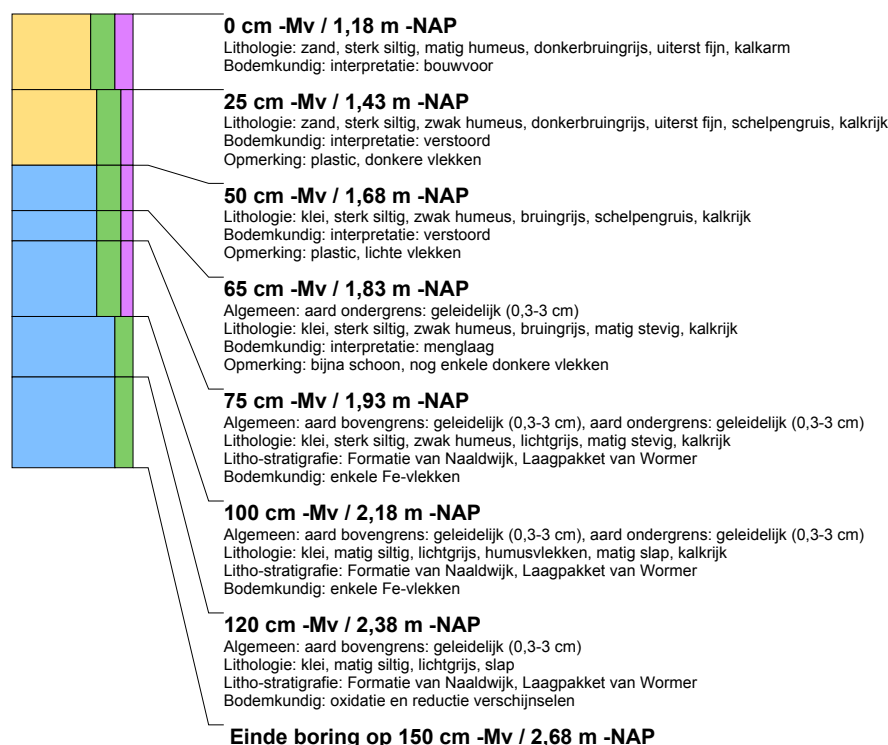 0 cm -Mv / 1,18 m -NAP
Lithologie: zand, sterk siltig, matig humeus, donkerbruingrijs, uiterst fijn, kalkarm
Bodemkundig: interpretatie: bouwvoor
25 cm -Mv / 1,43 m -NAP
Lithologie: zand, sterk siltig, zwak humeus, donkerbruingrijs, uiterst fijn, schelpengruis, kalkrijk
Bodemkundig: interpretatie: verstoord
Opmerking: plastic, donkere vlekken
50 cm -Mv / 1,68 m -NAP
Lithologie: klei, sterk siltig, zwak humeus, bruingrijs, schelpengruis, kalkrijk
Bodemkundig: interpretatie: verstoord
Opmerking: plastic, lichte vlekken
65 cm -Mv / 1,83 m -NAP
Algemeen: aard ondergrens: geleidelijk (0,3-3 cm)
Lithologie: klei, sterk siltig, zwak humeus, bruingrijs, matig stevig, kalkrijk
Bodemkundig: interpretatie: menglaag
Opmerking: bijna schoon, nog enkele donkere vlekken
75 cm -Mv / 1,93 m -NAP
Algemeen: aard bovengrens: geleidelijk (0,3-3 cm), aard ondergrens: geleidelijk (0,3-3 cm)
Lithologie: klei, sterk siltig, zwak humeus, lichtgrijs, matig stevig, kalkrijk
Litho-stratigrafie: Formatie van Naaldwijk, Laagpakket van Wormer
Bodemkundig: enkele Fe-vlekken
100 cm -Mv / 2,18 m -NAP
Algemeen: aard bovengrens: geleidelijk (0,3-3 cm), aard ondergrens: geleidelijk (0,3-3 cm)
Lithologie: klei, matig siltig, lichtgrijs, humusvlekken, matig slap, kalkrijk
Litho-stratigrafie: Formatie van Naaldwijk, Laagpakket van Wormer
Bodemkundig: enkele Fe-vlekken
120 cm -Mv / 2,38 m -NAP
Algemeen: aard bovengrens: geleidelijk (0,3-3 cm)
Lithologie: klei, matig siltig, lichtgrijs, slap
Litho-stratigrafie: Formatie van Naaldwijk, Laagpakket van Wormer
Bodemkundig: oxidatie en reductie verschijnselen
Einde boring op 150 cm -Mv / 2,68 m -NAP